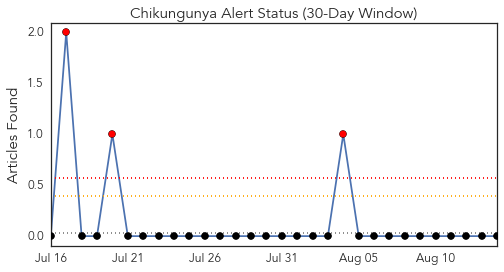 Chikungunya Alert Status (30-Day Window)
Articles Found
2.0
1.5
1.0
0.5
0.0
Jul 16
Jul 21
Jul 26
Jul 31
Aug 05
Aug 10